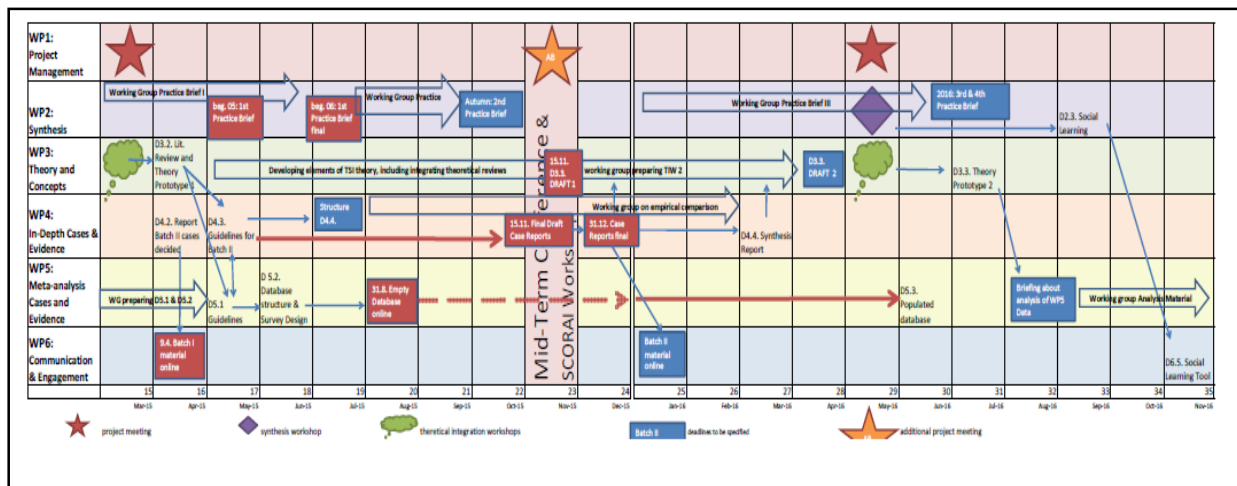 WP1:
Project
Management
AB
WP2:
Synthesis
Working Group Practice Brief I
beg. 05: 1st
Practice Brief
beg. 08: 1st
Practice Brief
final
Working Group Practice
Autumn: 2nd
Practice Brief
Working Group Practice Brief III
2016: 3rd & 4th
Practice Brief
D2.3. Social
Learning
WP3:
Theory and
Concepts
D3.2. Lit.
Review and
Theory
Prototype 1
Developing elements of TSI theory, including integrating theoretical reviews
15.11.
D3.3.
DRAFT 1
working group preparing TIW 2
D3.3.
DRAFT 2
D3.3. Theory
Prototype 2
WP4:
In-Depth Cases &
Evidence
D4.2. Report
Batch II cases
decided
D4.3.
Guidelines for
Batch II
Structure
D4.4.
Working group on empirical comparison
15.11. Final Draft
Case Reports
31.12. Case
Reports final
D4.4. Synthesis
Report
WP5:
Meta-analysis
Cases and
Evidence
WG preparing D5.1 & D5.2
D5.1
Guidelines
D 5.2.
Database
structure &
Survey Design
31.8. Empty
Database
online
D5.3.
Populated
database
Briefing about
analysis of WP5
Data
Working group Analysis Material
WP6:
Communication
& Engagement
9.4. Batch I
material
online
Mid-Term Conference &
SCORAI Works
Batch II
material
online
D6.5. Social
Learning Tool
15 16 17 18 19 20 21 22 23 24 25 26 27 28 29 30 31 32 33 34 35
Mar-15 Apr-15 May-15 Jun-15 Jul-15 Aug-15 Sep-15 Oct-15 Nov-15 Dec-15 Jan-16 Feb-16 Mar-16 Apr-16 May-16 Jun-16 Jul-16 Aug-16 Sep-16 Oct-16 Nov-16
project meeting
synthesis workshop
theretical integration workshops
Batch II
deadlines to be specified
additional project meeting